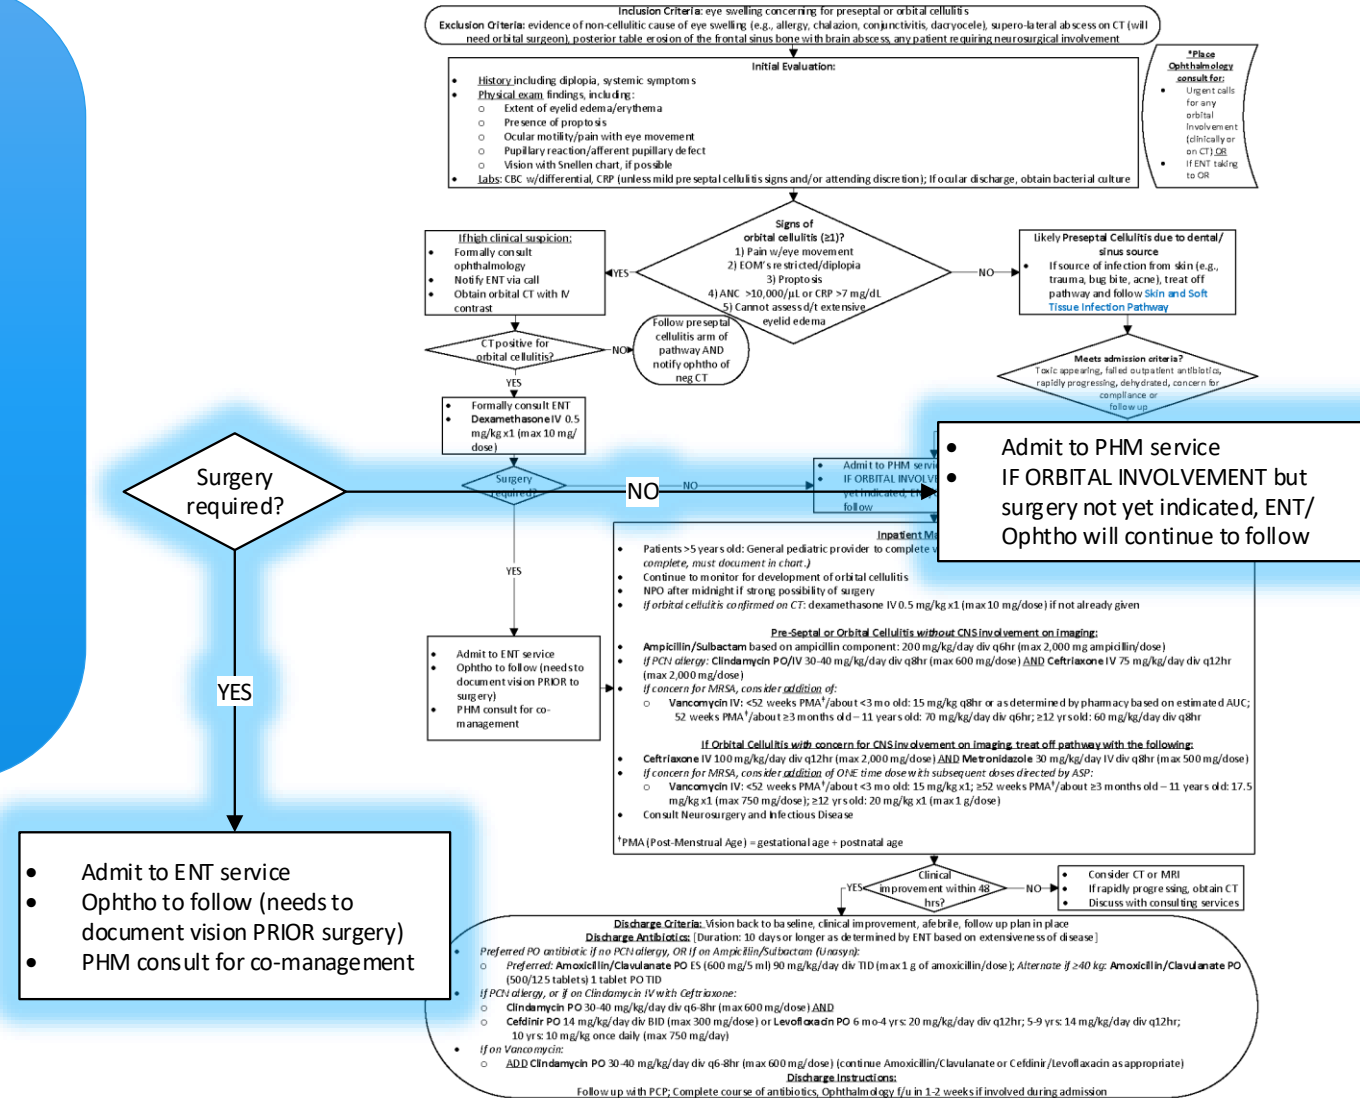 Inclusion Criteria: eye swelling concerning for preseptal or orbital cellulitis
Exclusion Criteria: evidence of non-cellulitic cause of eye swelling (e.g., allergy, chalazion, conjunctivitis, dacryocele), supero-lateral abscess on CT (will
need orbital surgeon), posterior table erosion of the frontal sinus bone with brain abscess, any patient requiring neurosurgical involvement
Initial Evaluation:
• History including diplopia, systemic symptoms
• Physical exam findings, including:
o Extent of eyelid edema/erythema
o Presence of proptosis
o Ocular motility/pain with eye movement
o Pupillary reaction/afferent pupillary defect
o Vision with Snellen chart, if possible
• Labs: CBC w/differential, CRP (unless mild preseptal cellulitis signs and/or attending discretion); If ocular discharge, obtain bacterial culture
*Place
Ophthalmology
consult for:
• Urgent calls
for any
orbital
involvement
(clinically or
on CT) OR
• If ENT taking
to OR
Signs of
orbital cellulitis (≥1)?
1) Pain w/eye movement
2) EOM's restricted/diplopia
3) Proptosis
4) ANC >10,000/µL or CRP >7 mg/dL
5) Cannot assess d/t extensive
eyelid edema
YES
NO
If high clinical suspicion:
• Formally consult
ophthalmology
• Notify ENT via call
• Obtain orbital CT with IV
contrast
Likely Preseptal Cellulitis due to dental/
sinus source
• If source of infection from skin (e.g.,
trauma, bug bite, acne), treat off
pathway and follow Skin and Soft
Tissue Infection Pathway
CT positive for
orbital cellulitis?
NO
Follow preseptal
cellulitis arm of
pathway AND
notify ophtho of
neg CT
YES
Meets admission criteria?
Toxic appearing, failed outpatient antibiotics,
rapidly progressing, dehydrated, concern for
compliance or
follow up
• Formally consult ENT
• Dexamethasone IV 0.5
mg/kg x1 (max 10 mg/
dose)
Surgery
required?
NO
• Admit to PHM service
• IF ORBITAL INVOLVE
yet indicated, EN
follow
Surgery
required?
NO
• Admit to PHM service
• IF ORBITAL INVOLVEMENT but
surgery not yet indicated, ENT/
Ophtho will continue to follow
YES
YES
• Admit to ENT service
• Ophtho to follow (needs to
document vision PRIOR to
surgery)
• PHM consult for co-
management
• Admit to ENT service
• Ophtho to follow (needs to
document vision PRIOR surgery)
• PHM consult for co-management
Inpatient Ma
• Patients >5 years old: General pediatric provider to complete v
complete, must document in chart.)
• Continue to monitor for development of orbital cellulitis
• NPO after midnight if strong possibility of surgery
• If orbital cellulitis confirmed on CT: dexamethasone IV 0.5 mg/kg x1 (max 10 mg/dose) if not already given
Pre-Septal or Orbital Cellulitis without CNS involvement on imaging:
• Ampicillin/Sulbactam based on ampicillin component: 200 mg/kg/day div q6hr (max 2,000 mg ampicillin/dose)
• If PCN allergy: Clindamycin PO/IV 30-40 mg/kg/day div q8hr (max 600 mg/dose) AND Ceftriaxone IV 75 mg/kg/day div q12hr
(max 2,000 mg/dose)
• If concern for MRSA, consider addition of:
o Vancomycin IV: <52 weeks PMA†/about <3 mo old: 15 mg/kg q8hr or as determined by pharmacy based on estimated AUC;
52 weeks PMA†/about ≥3 months old – 11 years old: 70 mg/kg/day div q6hr; ≥12 yrs old: 60 mg/kg/day div q8hr
If Orbital Cellulitis with concern for CNS involvement on imaging, treat off pathway with the following:
• Ceftriaxone IV 100 mg/kg/day div q12hr (max 2,000 mg/dose) AND Metronidazole 30 mg/kg/day IV div q8hr (max 500 mg/dose)
• If concern for MRSA, consider addition of ONE time dose with subsequent doses directed by ASP:
o Vancomycin IV: <52 weeks PMA†/about <3 mo old: 15 mg/kg x1; ≥52 weeks PMA†/about ≥3 months old – 11 years old: 17.5
mg/kg x1 (max 750 mg/dose); ≥12 yrs old: 20 mg/kg x1 (max 1 g/dose)
• Consult Neurosurgery and Infectious Disease
†PMA (Post-Menstrual Age) = gestational age + postnatal age
Clinical
improvement within 48
hrs?
YES
NO
• Consider CT or MRI
• If rapidly progressing, obtain CT
• Discuss with consulting services
Discharge Criteria: Vision back to baseline, clinical improvement, afebrile, follow up plan in place
Discharge Antibiotics: [Duration: 10 days or longer as determined by ENT based on extensiveness of disease]
• Preferred PO antibiotic if no PCN allergy, OR if on Ampicillin/Sulbactam (Unasyn):
o Preferred: Amoxicillin/Clavulanate PO ES (600 mg/5 ml) 90 mg/kg/day div TID (max 1 g of amoxicillin/dose); Alternate if ≥40 kg: Amoxicillin/Clavulanate PO
(500/125 tablets) 1 tablet PO TID
• If PCN allergy, or if on Clindamycin IV with Ceftriaxone:
o Clindamycin PO 30-40 mg/kg/day div q6-8hr (max 600 mg/dose) AND
o Cefdinir PO 14 mg/kg/day div BID (max 300 mg/dose) or Levofloxacin PO 6 mo-4 yrs: 20 mg/kg/day div q12hr; 5-9 yrs: 14 mg/kg/day div q12hr;
10 yrs: 10 mg/kg once daily (max 750 mg/day)
• If on Vancomycin:
o ADD Clindamycin PO 30-40 mg/kg/day div q6-8hr (max 600 mg/dose) (continue Amoxicillin/Clavulanate or Cefdinir/Levoflaxacin as appropriate)
Discharge Instructions:
Follow up with PCP; Complete course of antibiotics, Ophthalmology f/u in 1-2 weeks if involved during admission